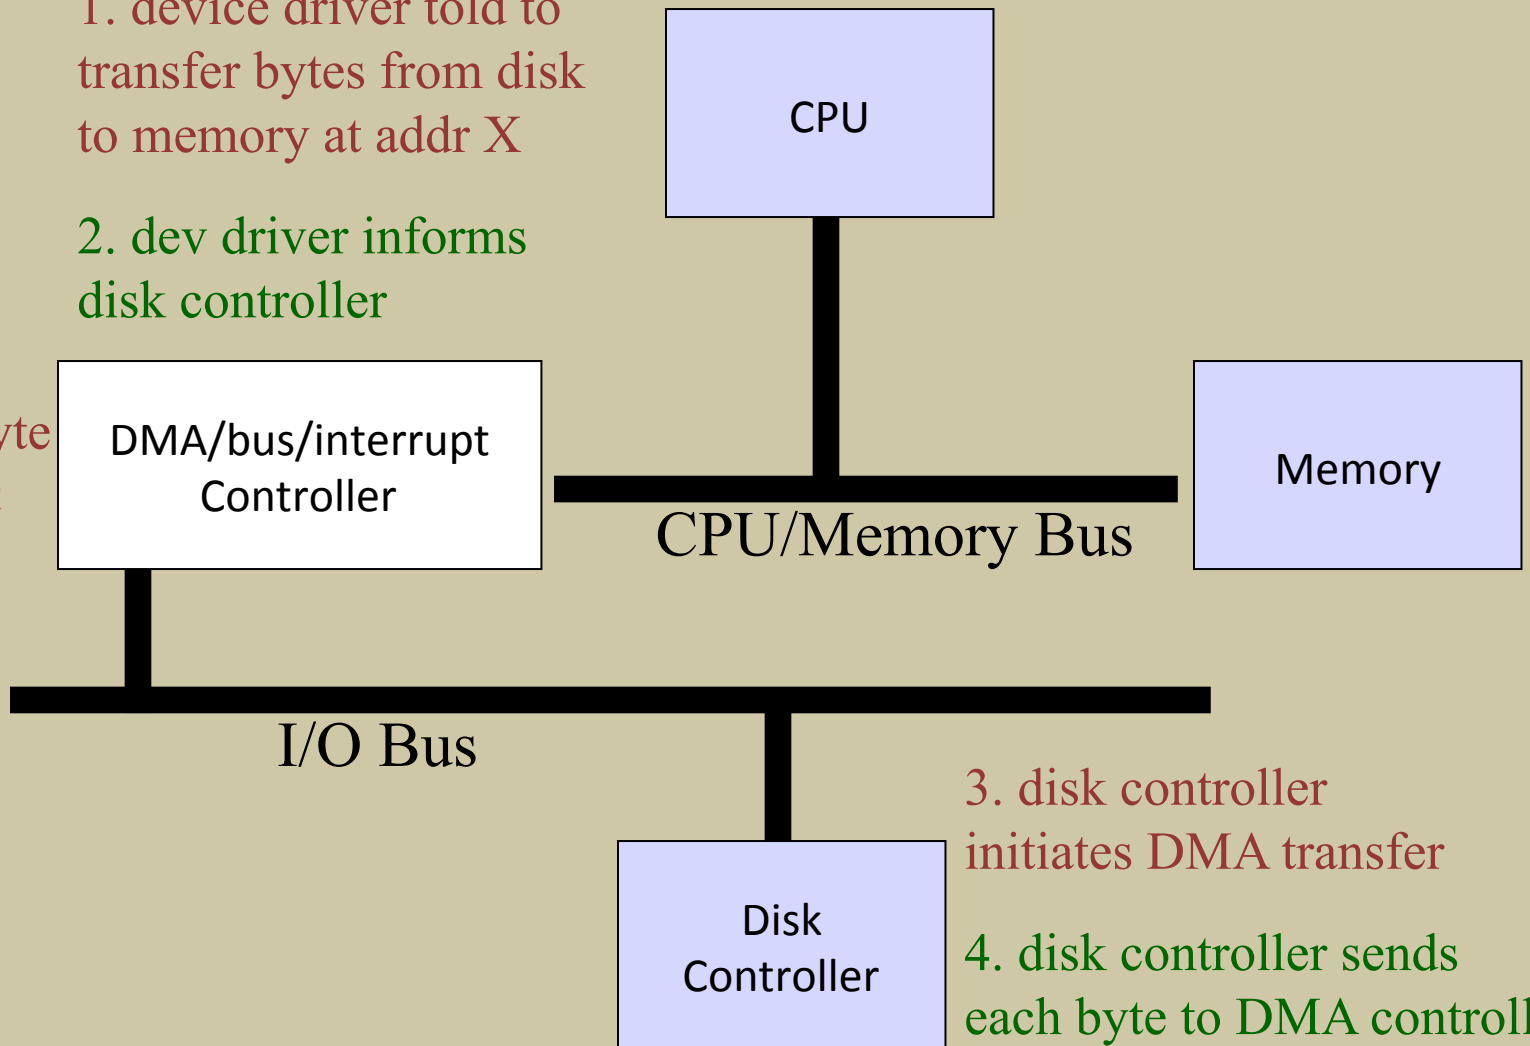 1. device driver told to
transfer bytes from disk
to memory at addr X
2. dev driver informs
disk controller
CPU
DMA/bus/interrupt
Controller
Memory
CPU/Memory Bus
I/O Bus
Disk
Controller
3. disk controller
initiates DMA transfer
4. disk controller sends
each byte to DMA